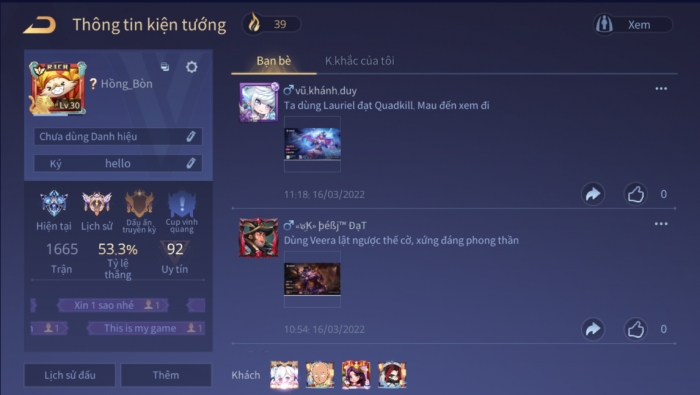 Thông tin kiện tướng
39
Xem
RICH
Lv.30
? Hồng_Bòn
Chưa dùng Danh hiệu
Ký hello
Hiện tại
Lịch sử
Dấu ấn truyền kỳ
Cup vinh quang
1665 Trận
53.3% Tỷ lệ thắng
92 Uy tín
Xin 1 sao nhé 1
1 This is my game 1
Lịch sử đấu
Thêm
Bạn bè
K.khắc của tôi
vũ.khánh.duy
Ta dùng Lauriel đạt Quadkill, Mau đến xem đi
11:18: 16/03/2022
0
þéßj™ ĐạT
Dùng Veera lật ngược thế cờ, xứng đáng phong thần
10:54: 16/03/2022
0
Khách